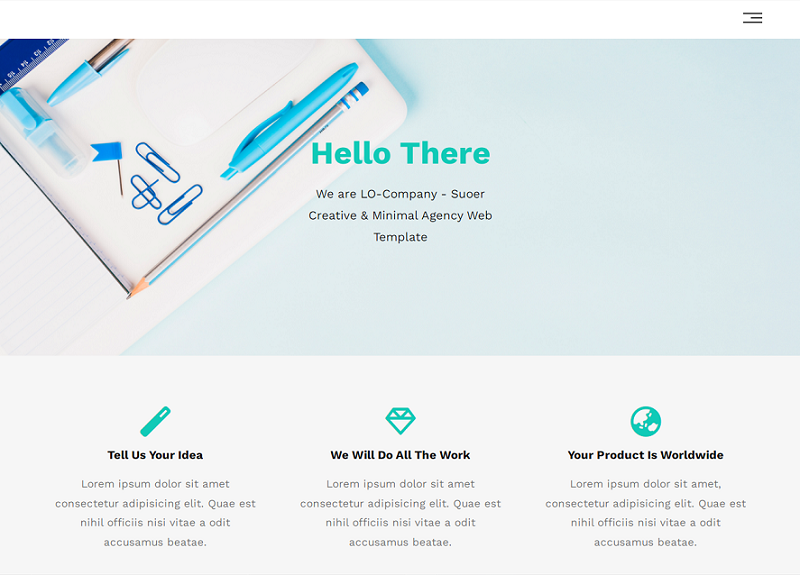 Hello There
We are LO-Company - Suoer
Creative & Minimal Agency Web
Template
Tell Us Your Idea
Lorem ipsum dolor sit amet
consectetur adipisicing elit. Quae est
nihil officiis nisi vitae a odit
accusamus beatae.
We Will Do All The Work
Lorem ipsum dolor sit amet
consectetur adipisicing elit. Quae est
nihil officiis nisi vitae a odit
accusamus beatae.
Your Product Is Worldwide
Lorem ipsum dolor sit amet,
consectetur adipisicing elit. Quae est
nihil officiis nisi vitae a odit
accusamus beatae.